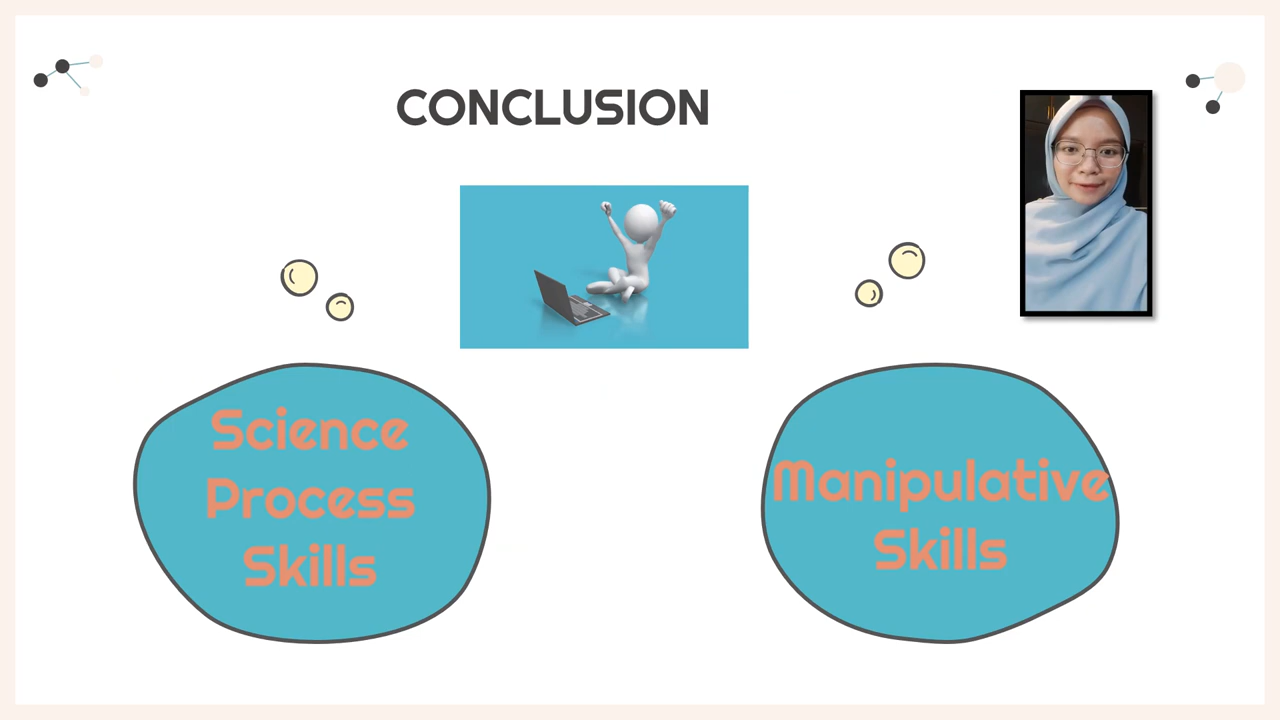 CONCLUSION
Science
Process
Skills
Manipulative
Skills